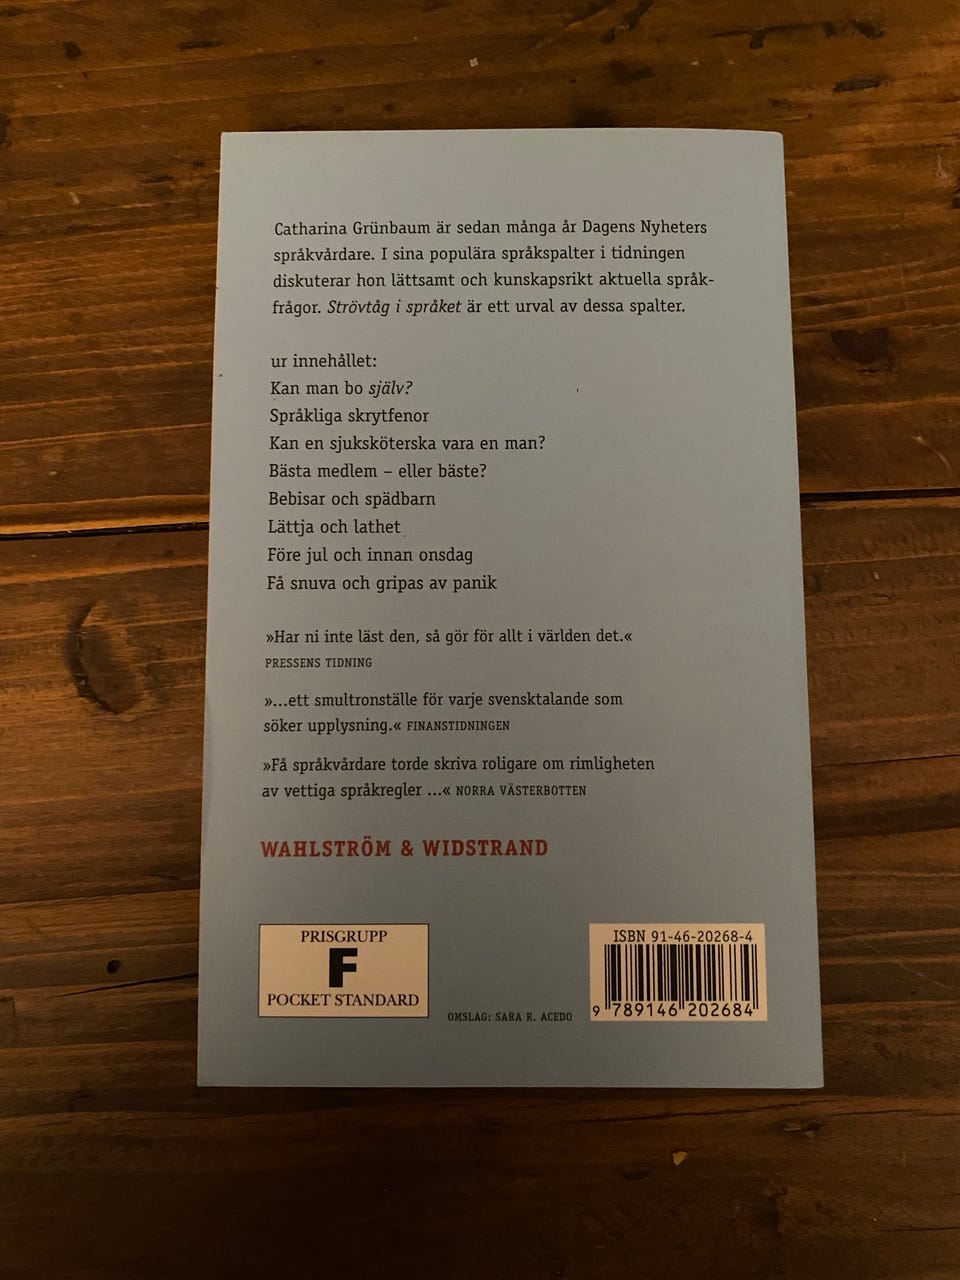 Catharina Grünbaum är sedan många år Dagens Nyheters
språkvårdare. I sina populära språkspalter i tidningen
diskuterar hon lättsamt och kunskapsrikt aktuella språk-
frågor. Strövtåg i språket är ett urval av dessa spalter.
ur innehållet:
Kan man bo själv?
Språkliga skrytfenor
Kan en sjuksköterska vara en man?
Bästa medlem – eller bäste?
Bebisar och spädbarn
Lättja och lathet
Före jul och innan onsdag
Få snuva och gripas av panik
»Har ni inte läst den, så gör för allt i världen det.«
PRESSENS TIDNING
»...ett smultronställe för varje svensktalande som
söker upplysning.« FINANSTIDNINGEN
»Få språkvårdare torde skriva roligare om rimligheten
av vettiga språkregler ...« NORRA VÄSTERBOTTEN
WAHLSTRÖM & WIDSTRAND
PRISGRUPP
F
POCKET STANDARD
OMSLAG: SARA R. ACEDO
ISBN 91-46-20268-4
9 789146 202684